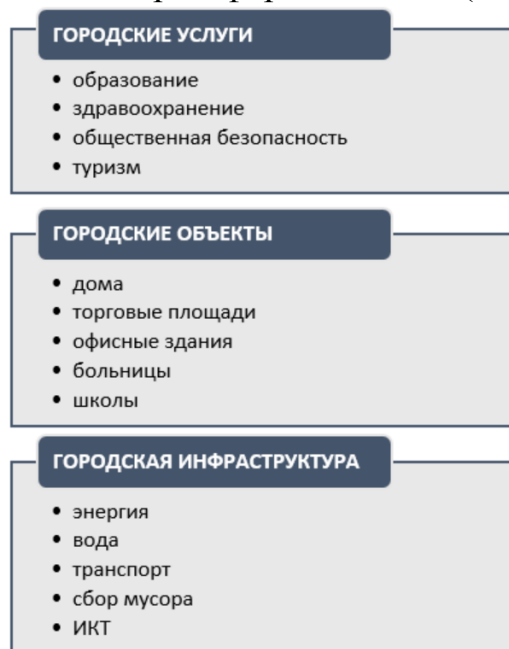 ГОРОДСКИЕ УСЛУГИ
• образование
• здравоохранение
• общественная безопасность
• туризм
ГОРОДСКИЕ ОБЪЕКТЫ
• дома
• торговые площади
• офисные здания
• больницы
• школы
ГОРОДСКАЯ ИНФРАСТРУКТУРА
• энергия
• вода
• транспорт
• сбор мусора
• ИКТ